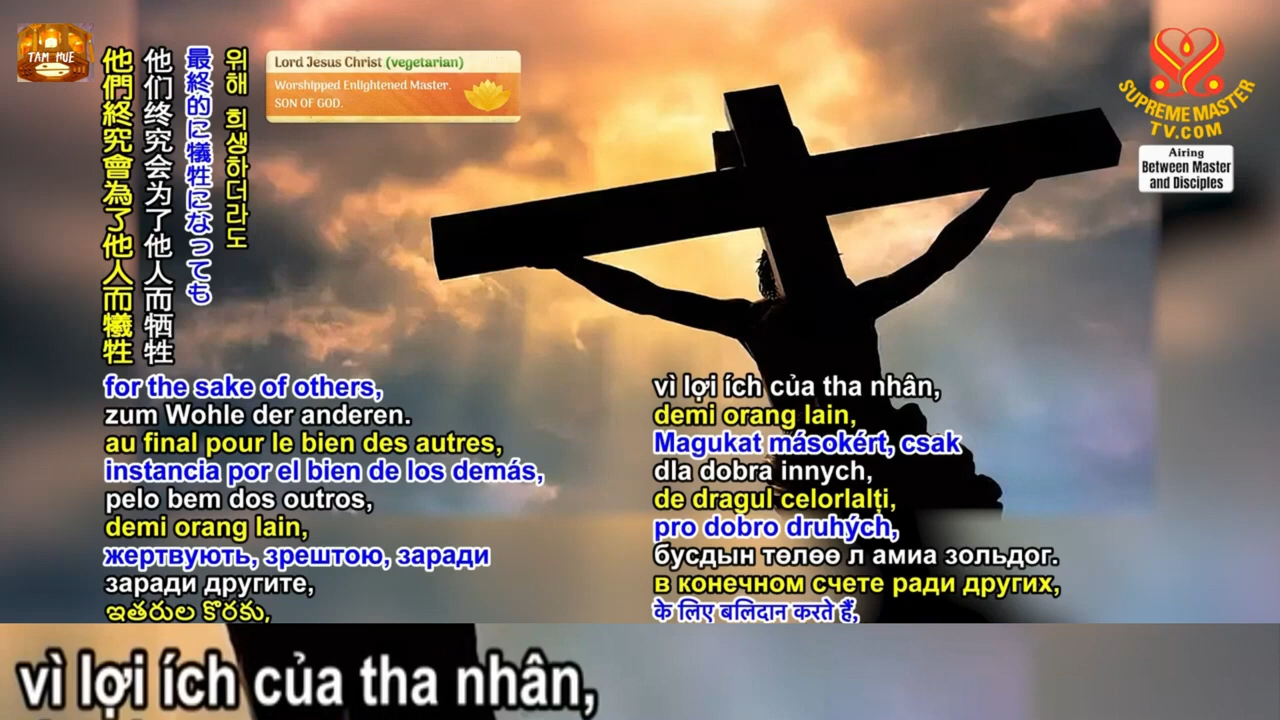 TAM HUE
他們終究會為了他人而犧牲
他们终究会为了他人而牺牲
最終的に犠牲になっても
위해 희생하더라도
Lord Jesus Christ (vegetarian)
Worshipped Enlightened Master.
SON OF GOD.
SUPREME MASTER
TV.COM
Airing
Between Master
and Disciples
for the sake of others,
zum Wohle der anderen.
au final pour le bien des autres,
instancia por el bien de los demás,
pelo bem dos outros,
demi orang lain,
жертвують, зрештою, заради
заради другите,
ఇతరుల కొరకు,
vì lợi ích của tha nhân,
demi orang lain,
Magukat másokért, csak
dla dobra innych,
de dragul celorlalți,
pro dobro druhých,
бусдын төлөө л амиа зольдог.
в конечном счете ради других,
के लिए बलिदान करते हैं,
vì lợi ích của tha nhân,